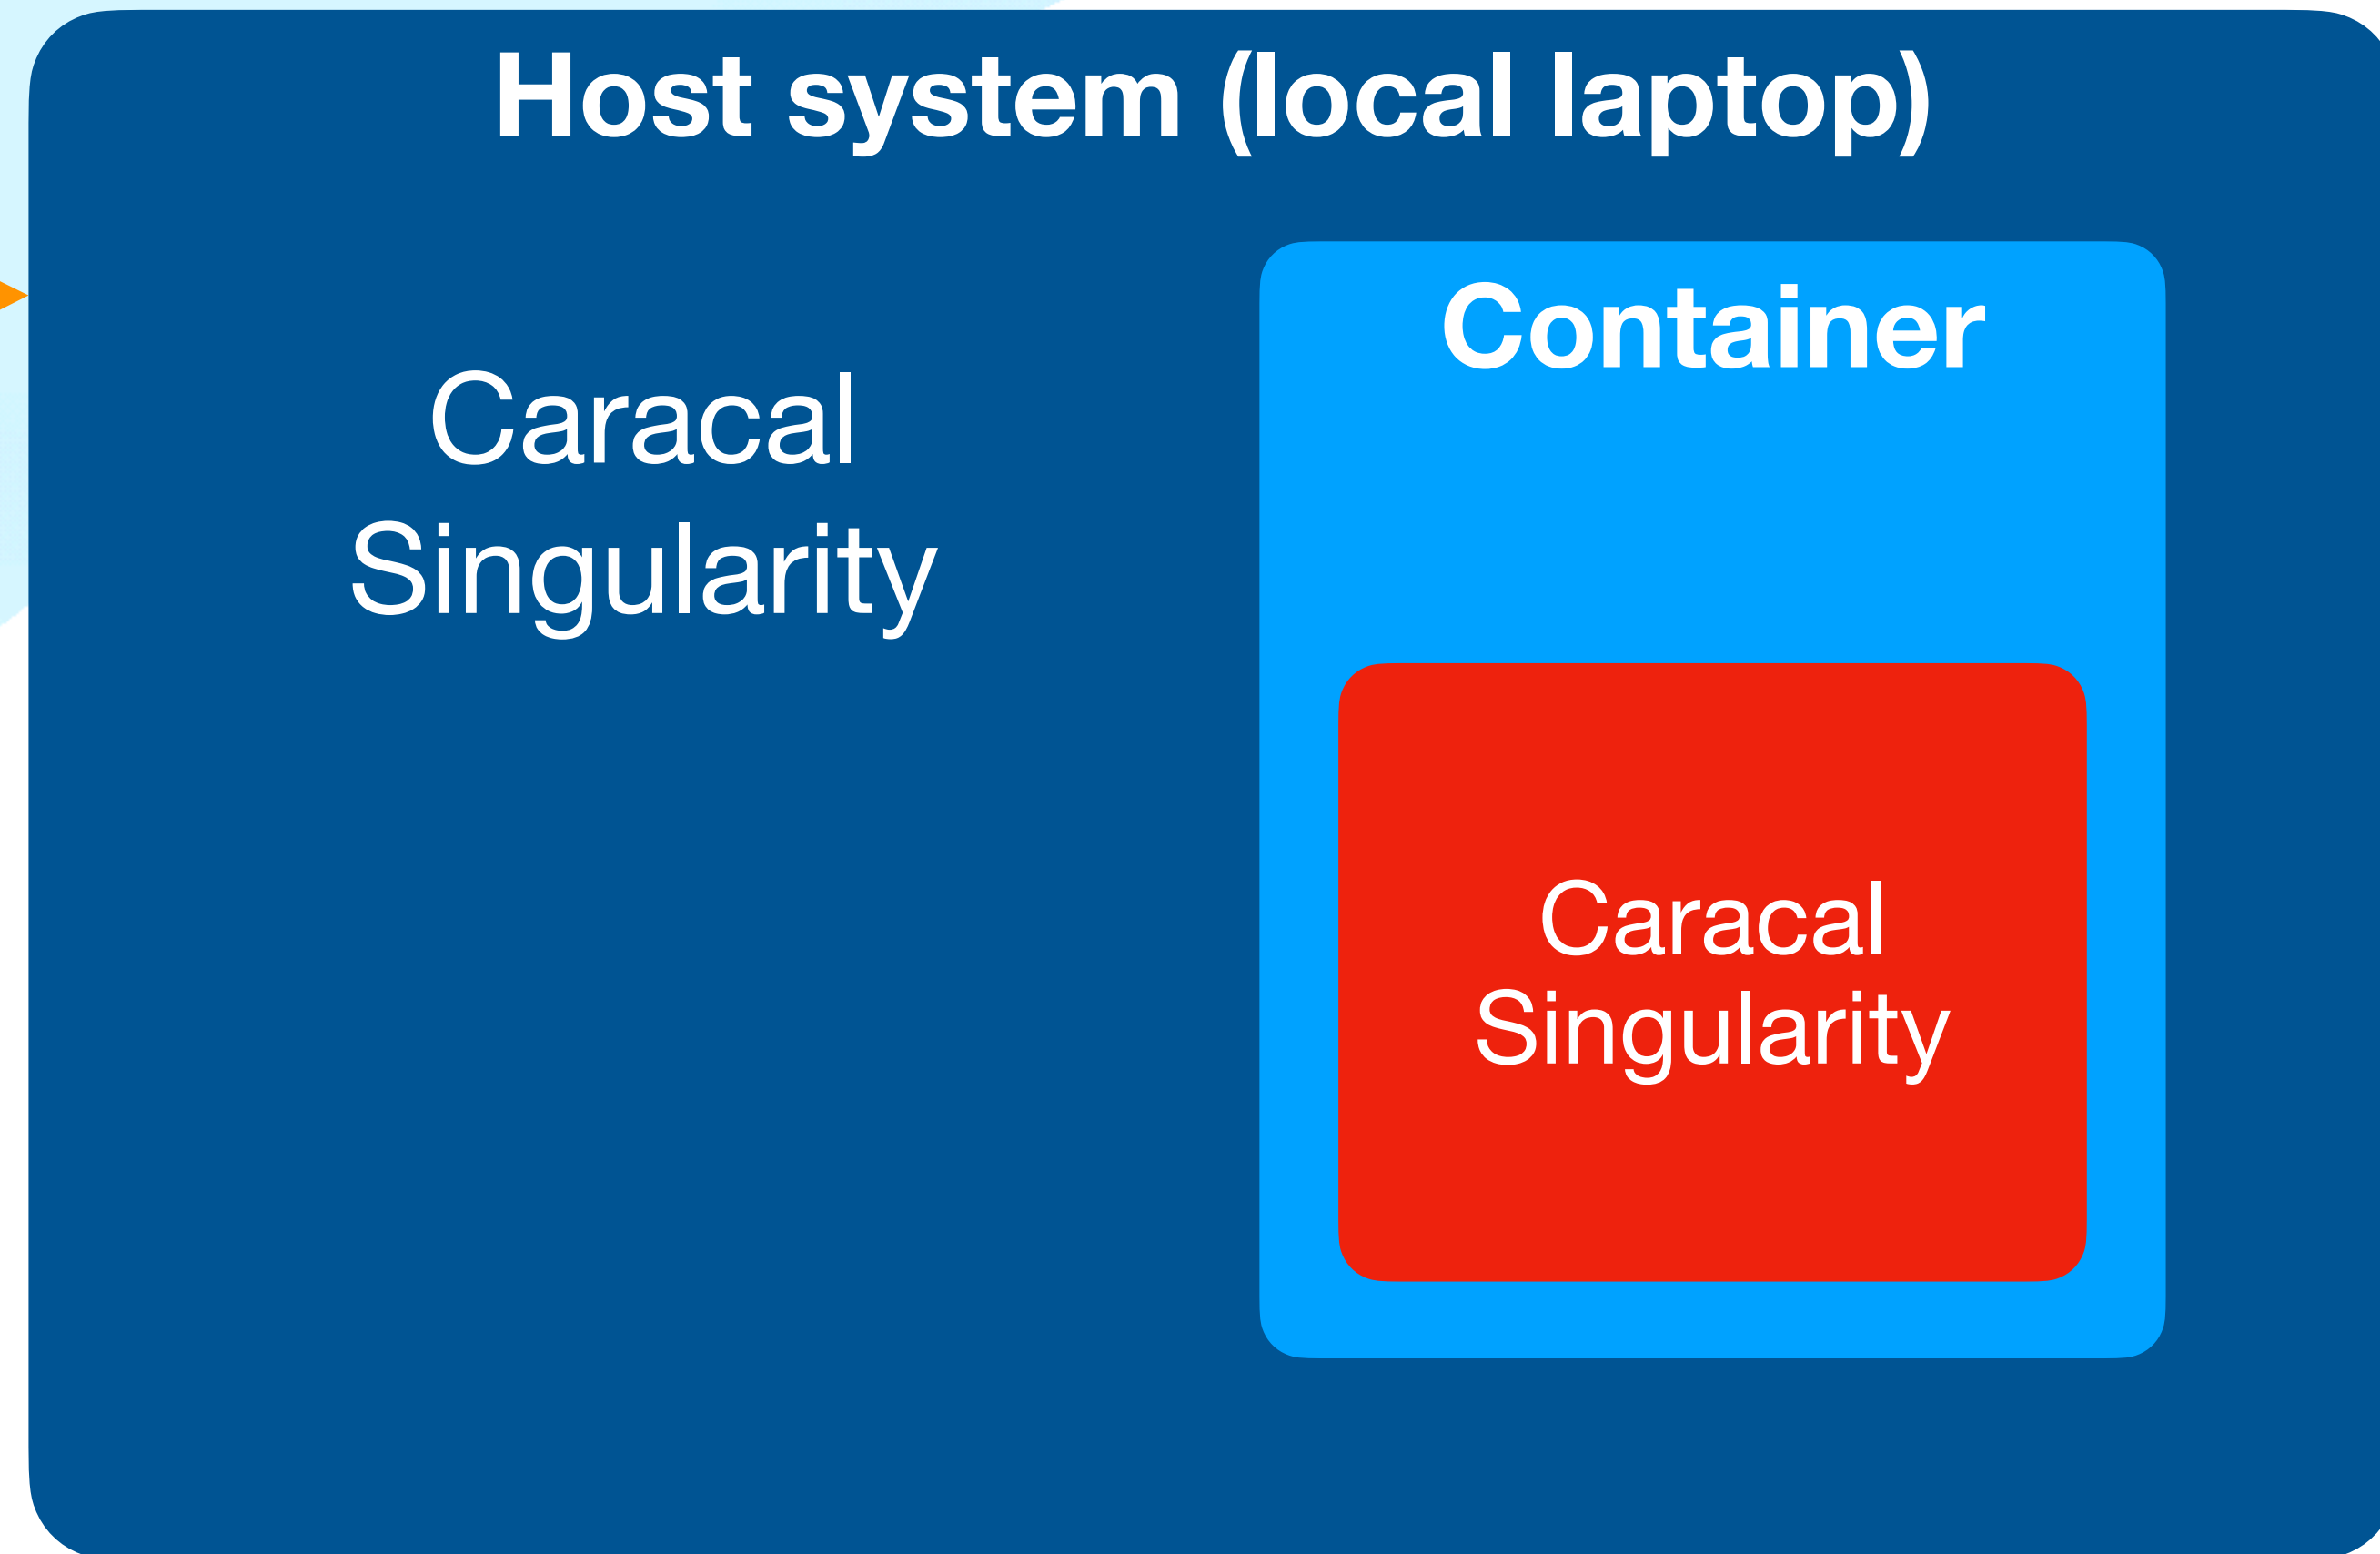 Host system (local laptop)
Caracal
Singularity
Container
Caracal
Singularity